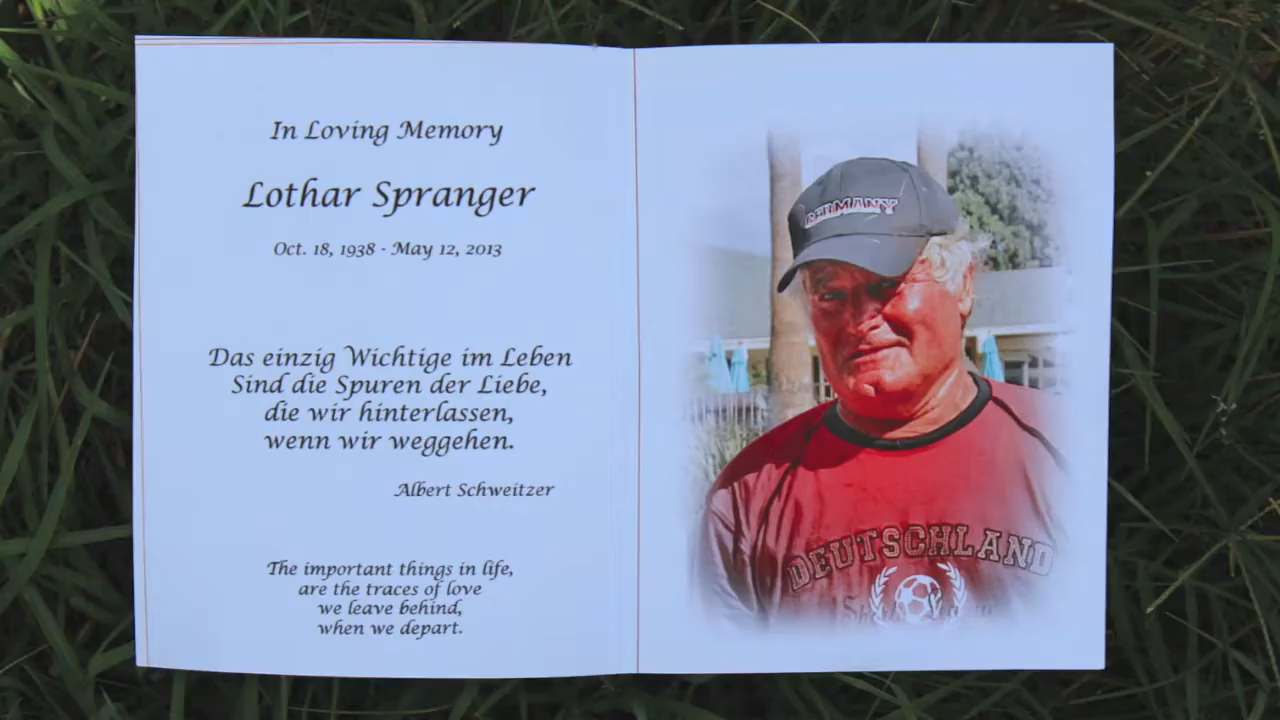 In Loving Memory
Lothar Spranger
Oct. 18, 1938 - May 12, 2013
Das einzig Wichtige im Leben
Sind die Spuren der Liebe,
die wir hinterlassen,
wenn wir weggehen.
Albert Schweitzer
The important things in life,
are the traces of love
we leave behind,
when we depart.
GERMANY
DEUTSCHLAND